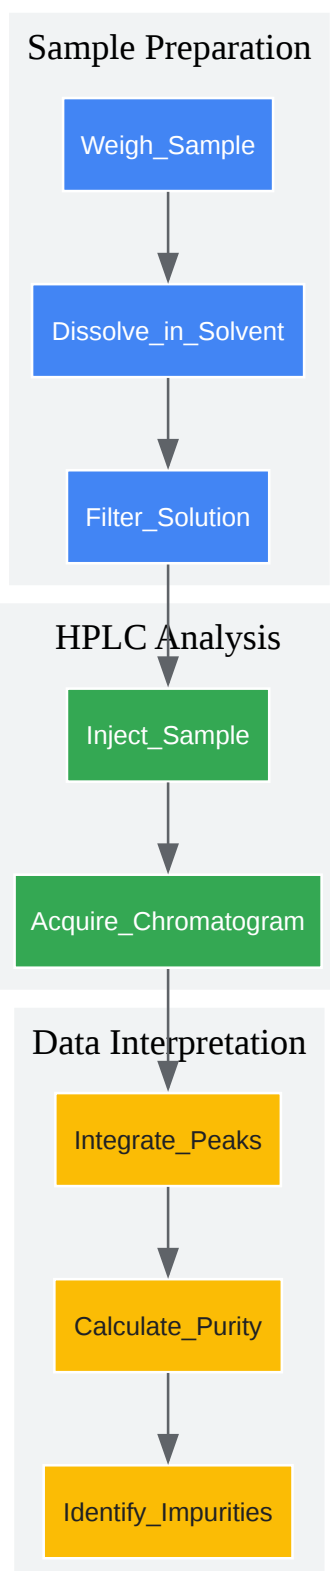 Sample Preparation
Weigh_Sample
Dissolve_in_Solvent
Filter_Solution
HPLC Analysis
Inject_Sample
Acquire_Chromatogram
Data Interpretation
Integrate_Peaks
Calculate_Purity
Identify_Impurities